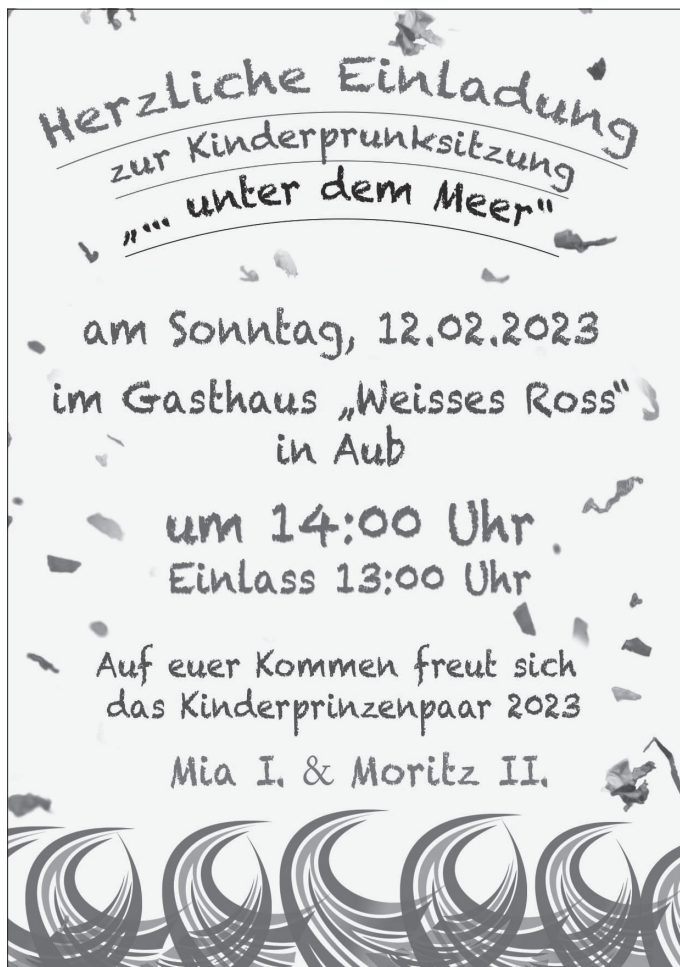 Herzliche Einladung
zur Kinderprunksitzung
„... unter dem Meer“
am Sonntag, 12.02.2023
im Gasthaus „Weisses Ross“
in Aub
um 14:00 Uhr
Einlass 13:00 Uhr
Auf euer Kommen freut sich
das Kinderprinzenpaar 2023
Mia I. & Moritz II.